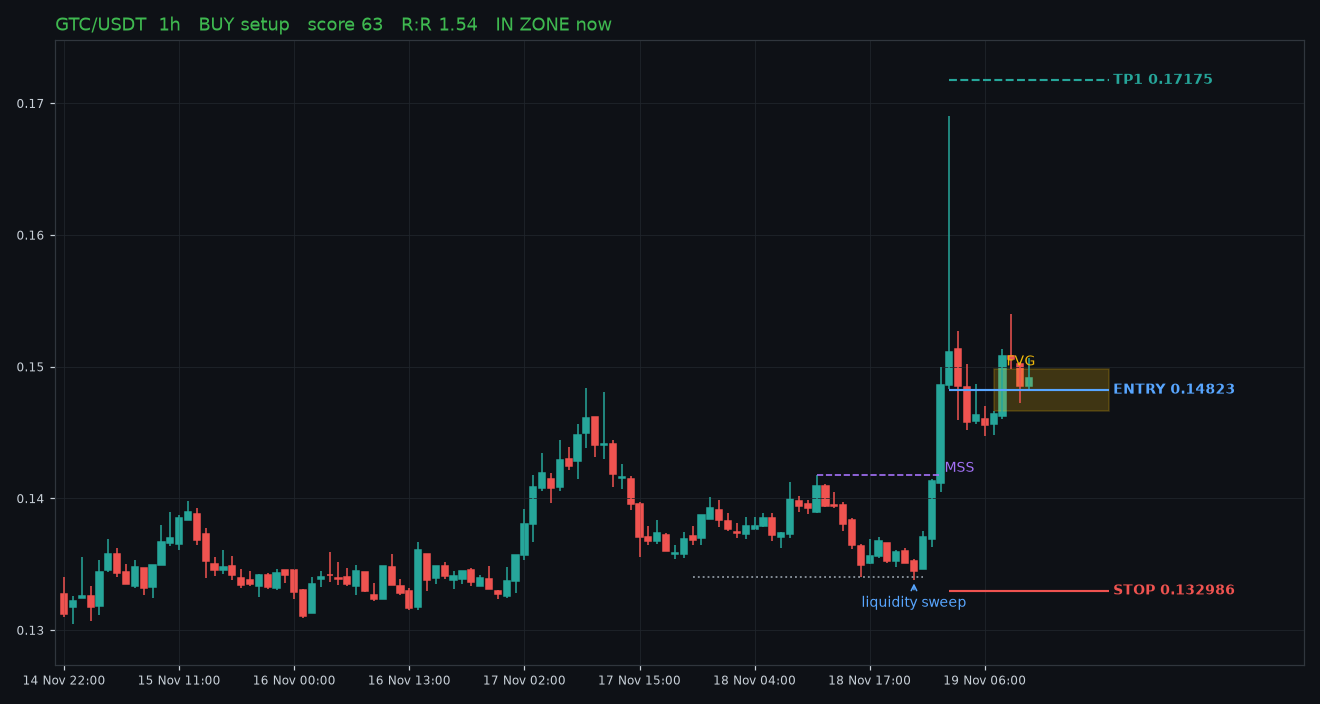 GTC/USDT 1h BUY setup score 63 R:R 1.54 IN ZONE now
TP1 0.17175
0.17
0.16
0.15
FVG
ENTRY 0.14823
MSS
0.14
STOP 0.132986
liquidity sweep
0.13
14 Nov 22:00 15 Nov 11:00 16 Nov 00:00 16 Nov 13:00 17 Nov 02:00 17 Nov 15:00 18 Nov 04:00 18 Nov 17:00 19 Nov 06:00